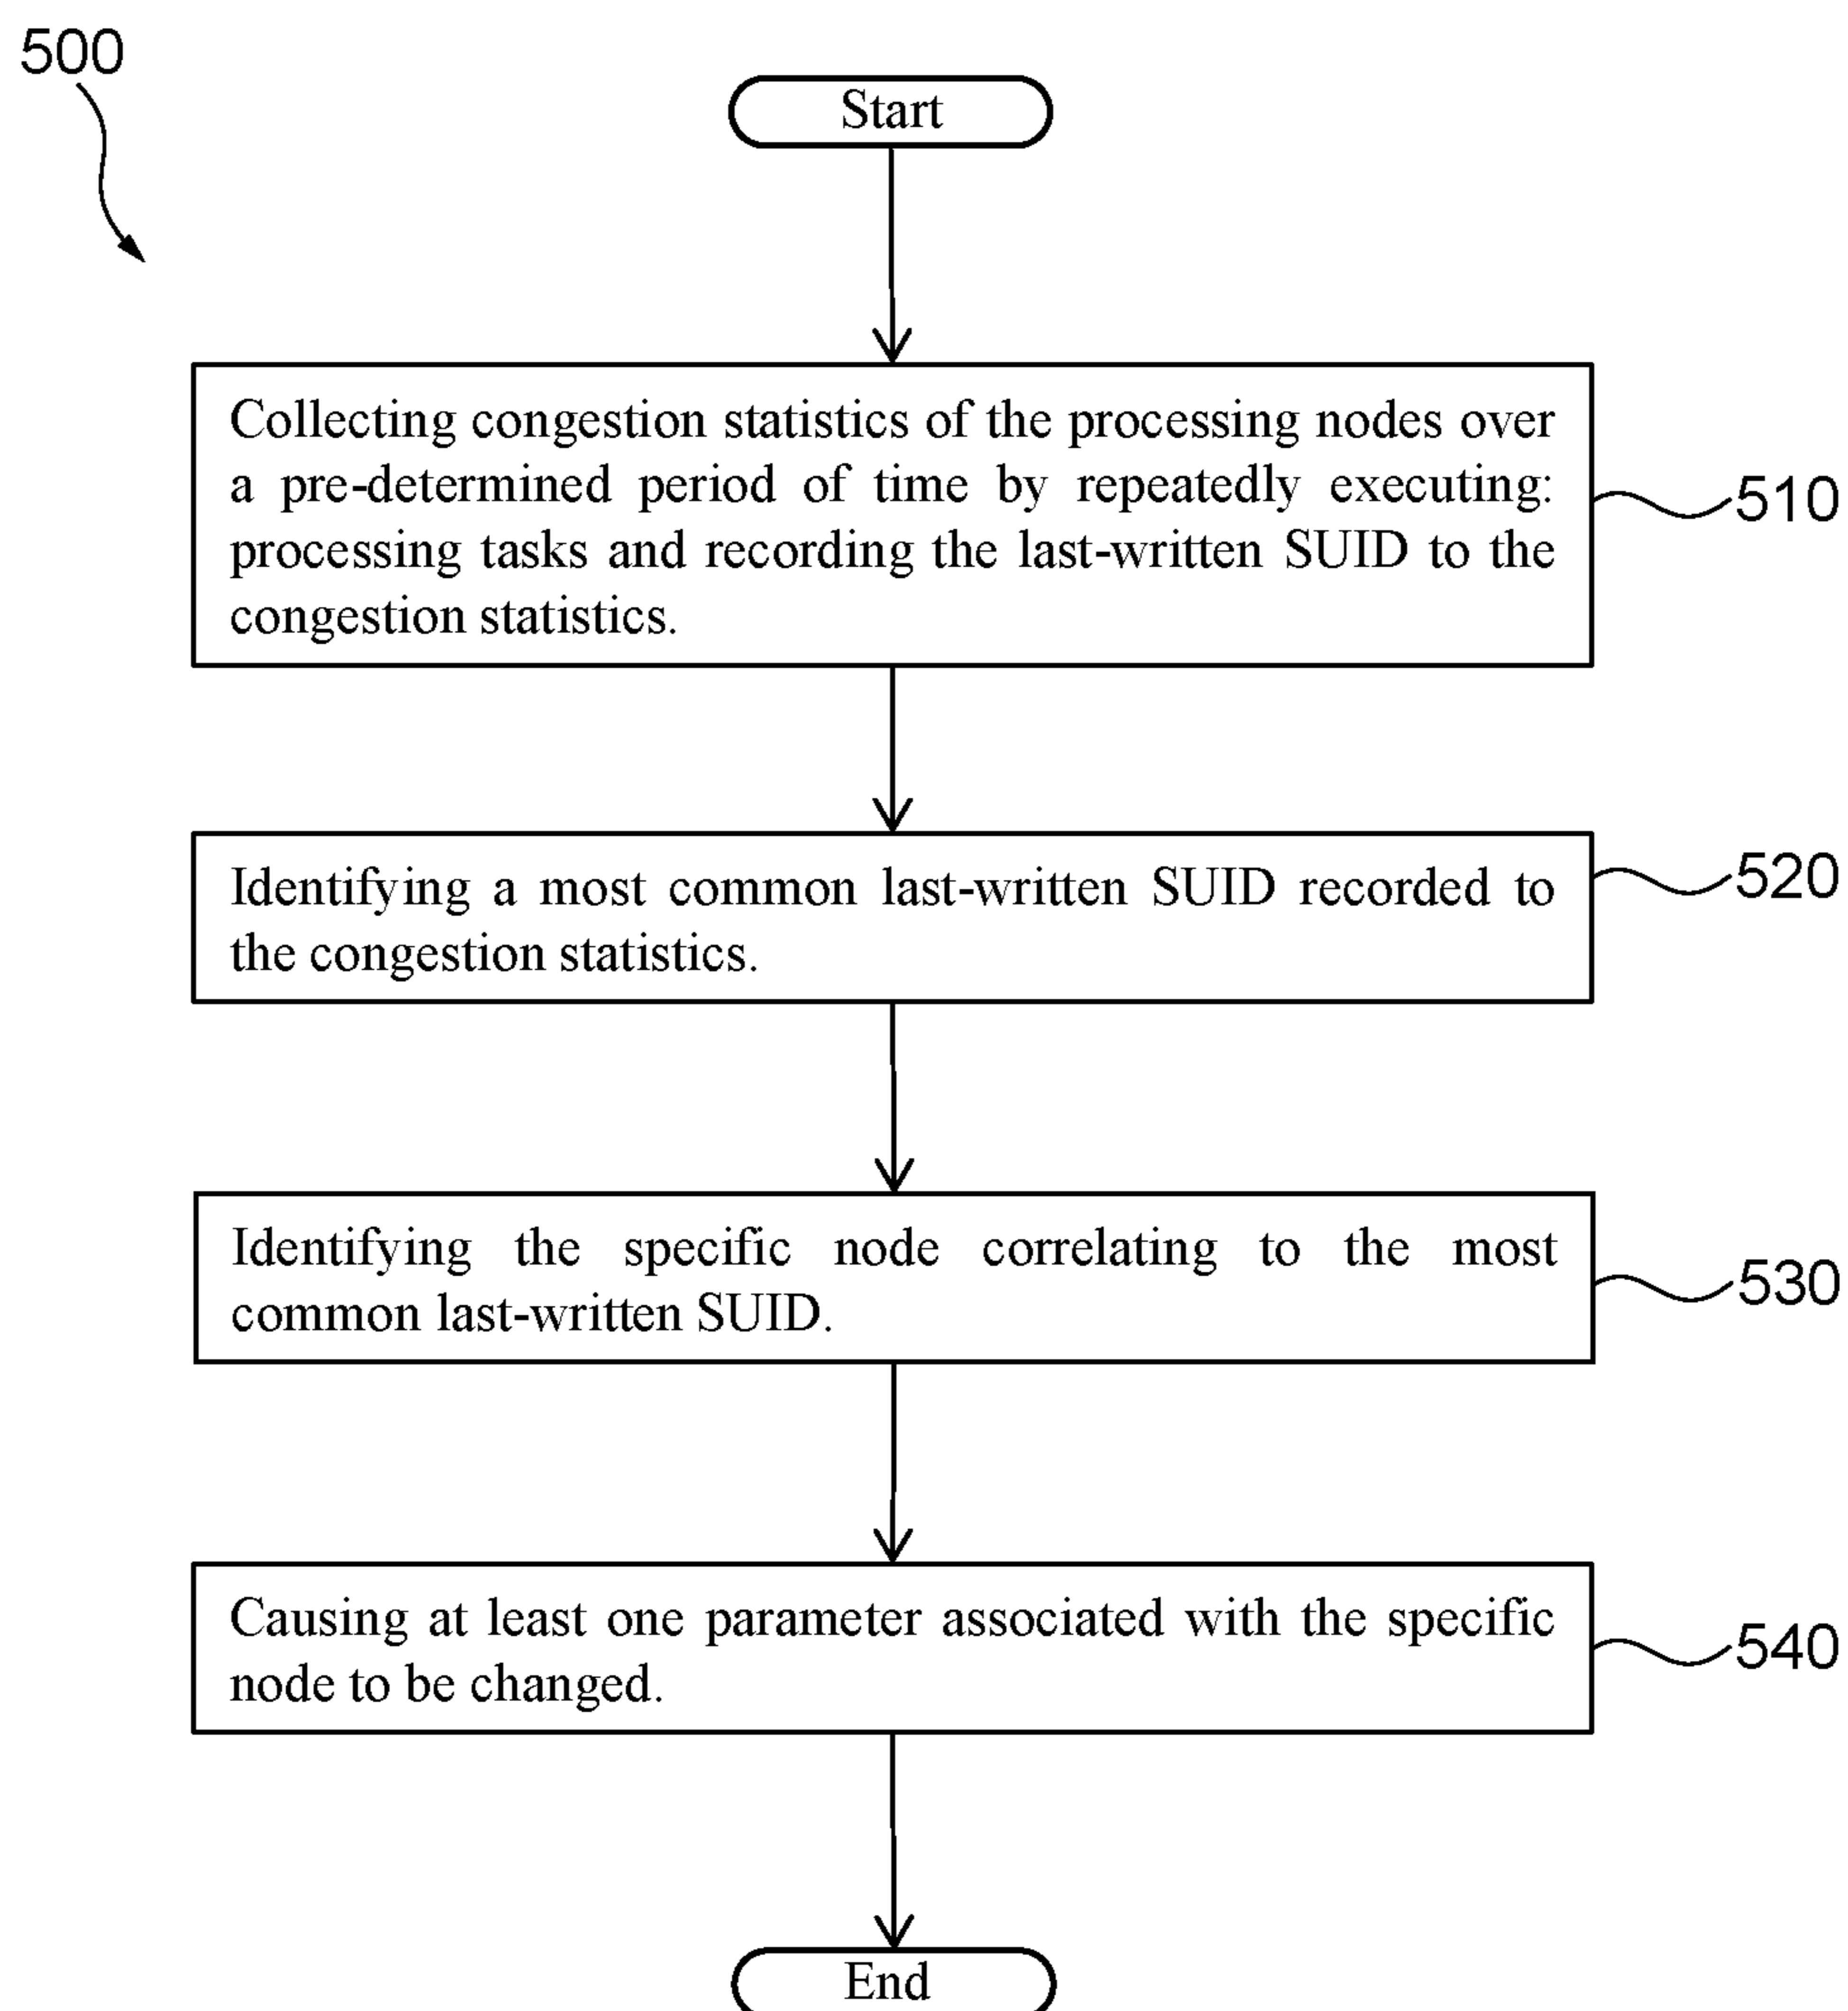 500
Start
Collecting congestion statistics of the processing nodes over
a pre-determined period of time by repeatedly executing:
processing tasks and recording the last-written SUID to the
congestion statistics.
510
Identifying a most common last-written SUID recorded to
the congestion statistics.
520
Identifying the specific node correlating to the most
common last-written SUID.
530
Causing at least one parameter associated with the specific
node to be changed.
540
End